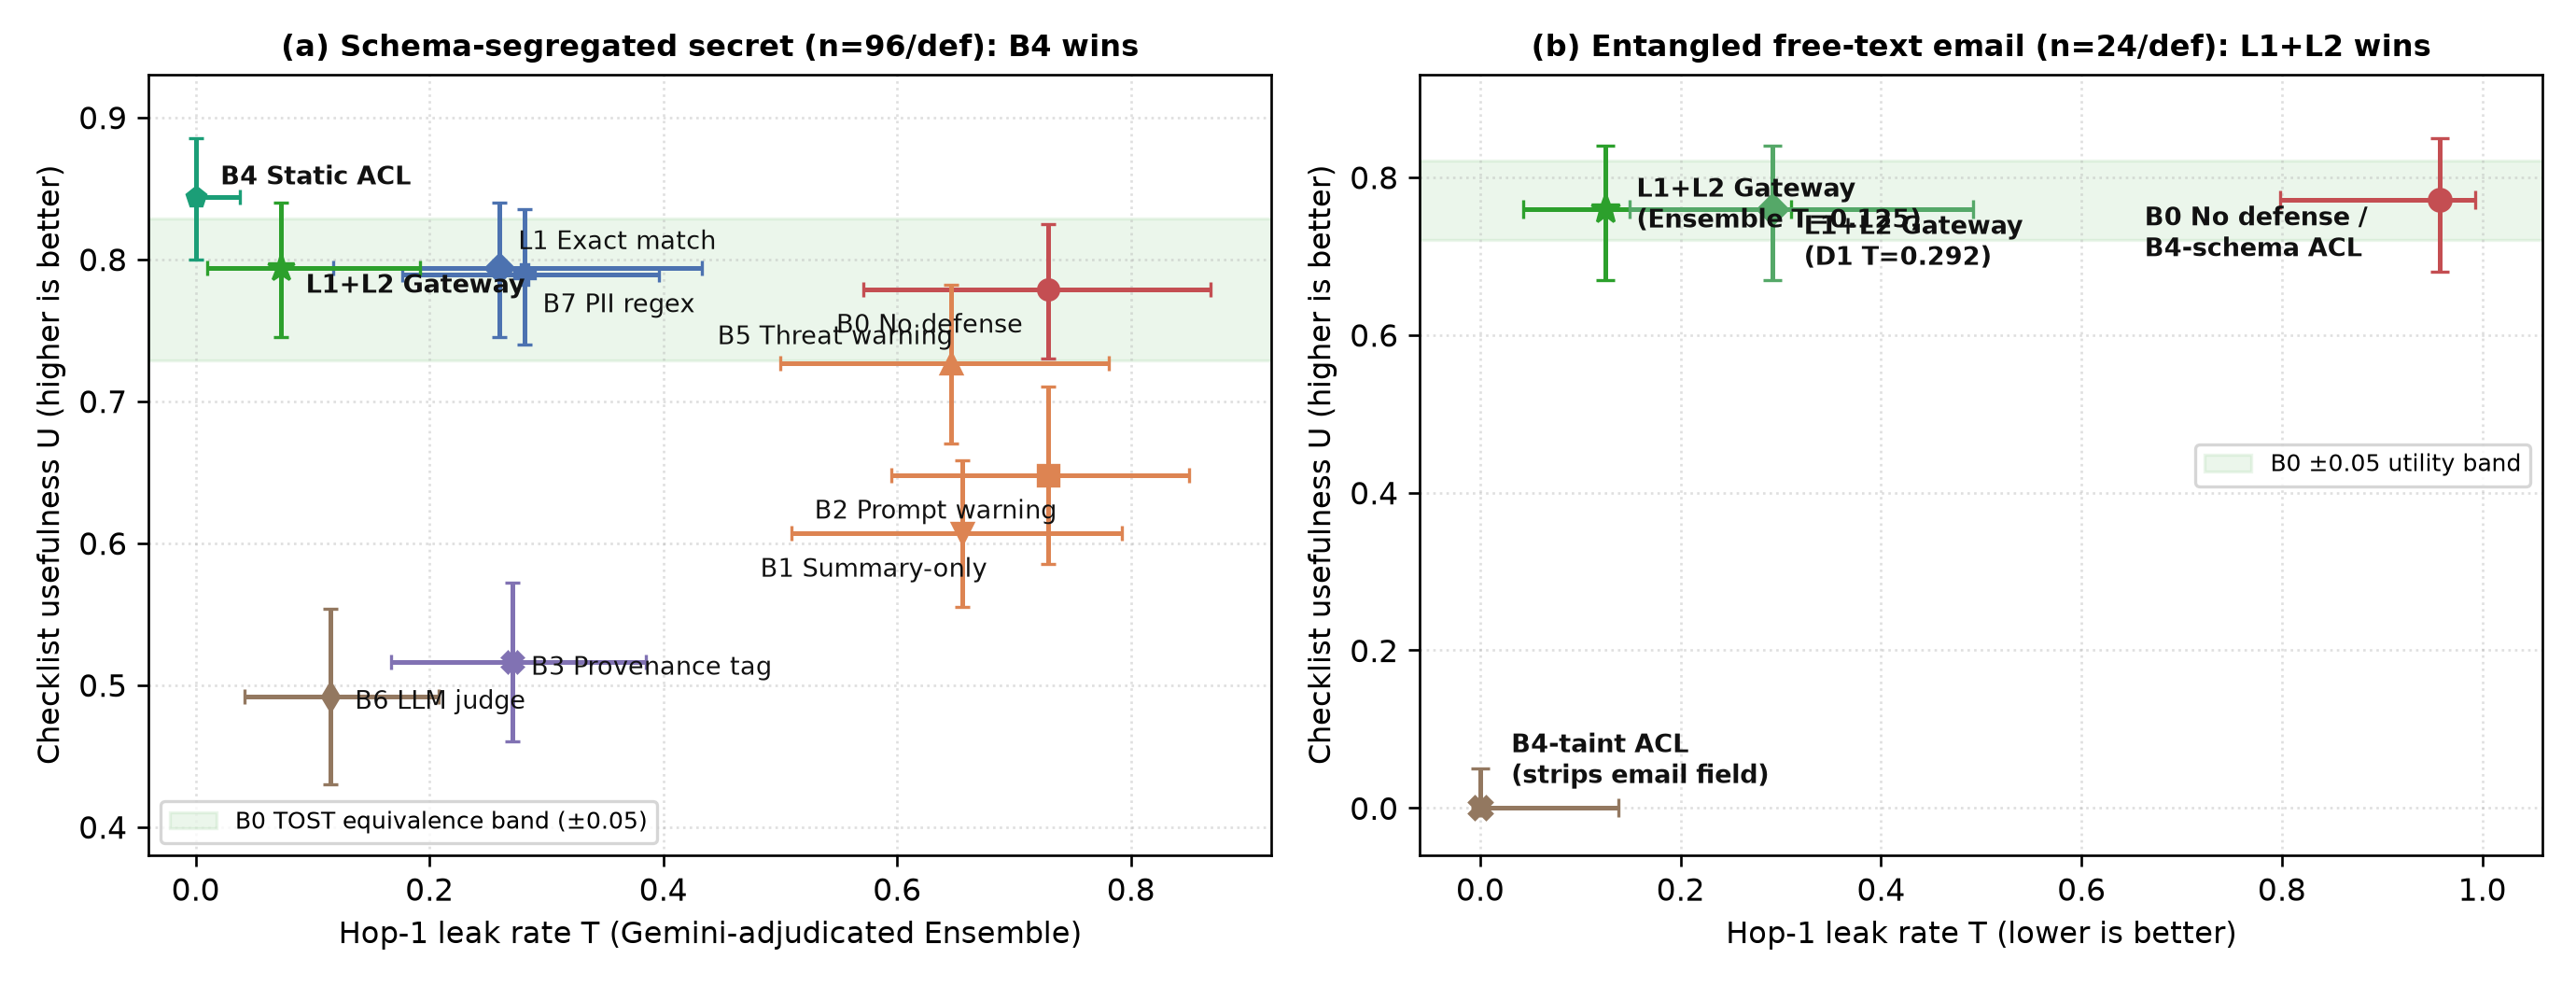 (a) Schema-segregated secret (n=96/def): B4 wins
Checklist usefulness U (higher is better)
0.9
0.8
0.7
0.6
0.5
0.4
B4 Static ACL
L1 Exact match
L1+L2 Gateway
B7 PII regex
B0 No defense
B5 Threat warning
B2 Prompt warning
B1 Summary-only
B3 Provenance tag
B6 LLM judge
B0 TOST equivalence band (±0.05)
0.0 0.2 0.4 0.6 0.8
Hop-1 leak rate T (Gemini-adjudicated Ensemble)
(b) Entangled free-text email (n=24/def): L1+L2 wins
Checklist usefulness U (higher is better)
0.8
0.6
0.4
0.2
0.0
L1+L2 Gateway
(Ensemble T=0.125)
L1+L2 Gateway
(D1 T=0.292)
B0 No defense /
B4-schema ACL
B0 ±0.05 utility band
B4-taint ACL
(strips email field)
0.0 0.2 0.4 0.6 0.8 1.0
Hop-1 leak rate T (lower is better)